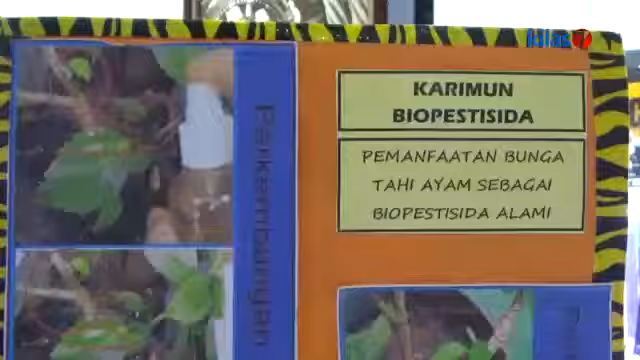 KARIMUN
BIOPESTISIDA
PEMANFAATAN BUNGA
TAHI AYAM SEBAGAI
BIOPESTISIDA ALAMI
Perkembangan